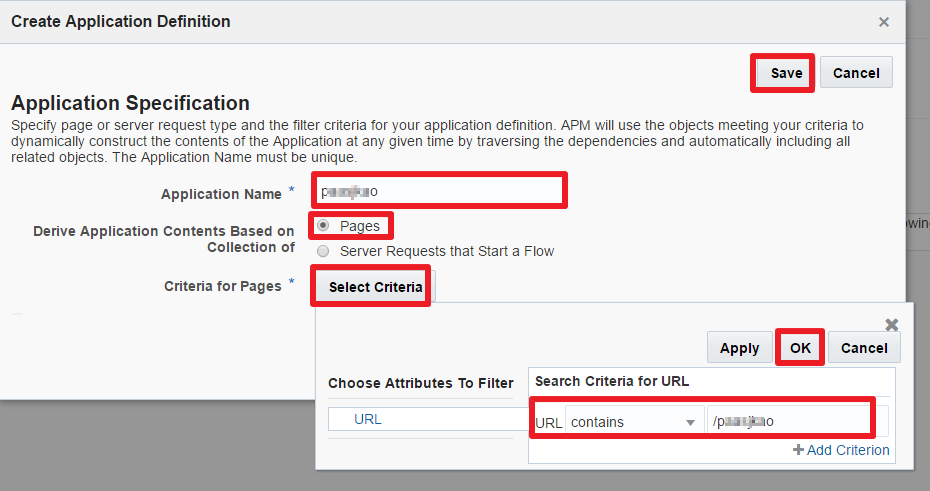 Create Application Definition
Save Cancel
Application Specification
Specify page or server request type and the filter criteria for your application definition. APM will use the objects meeting your criteria to
dynamically construct the contents of the Application at any given time by traversing the dependencies and automatically including all
related objects. The Application Name must be unique.
Application Name *
Derive Application Contents Based on
Collection of
Pages
Server Requests that Start a Flow
Criteria for Pages * Select Criteria
Apply OK Cancel
Choose Attributes To Filter
URL
Search Criteria for URL
URL contains
Add Criterion